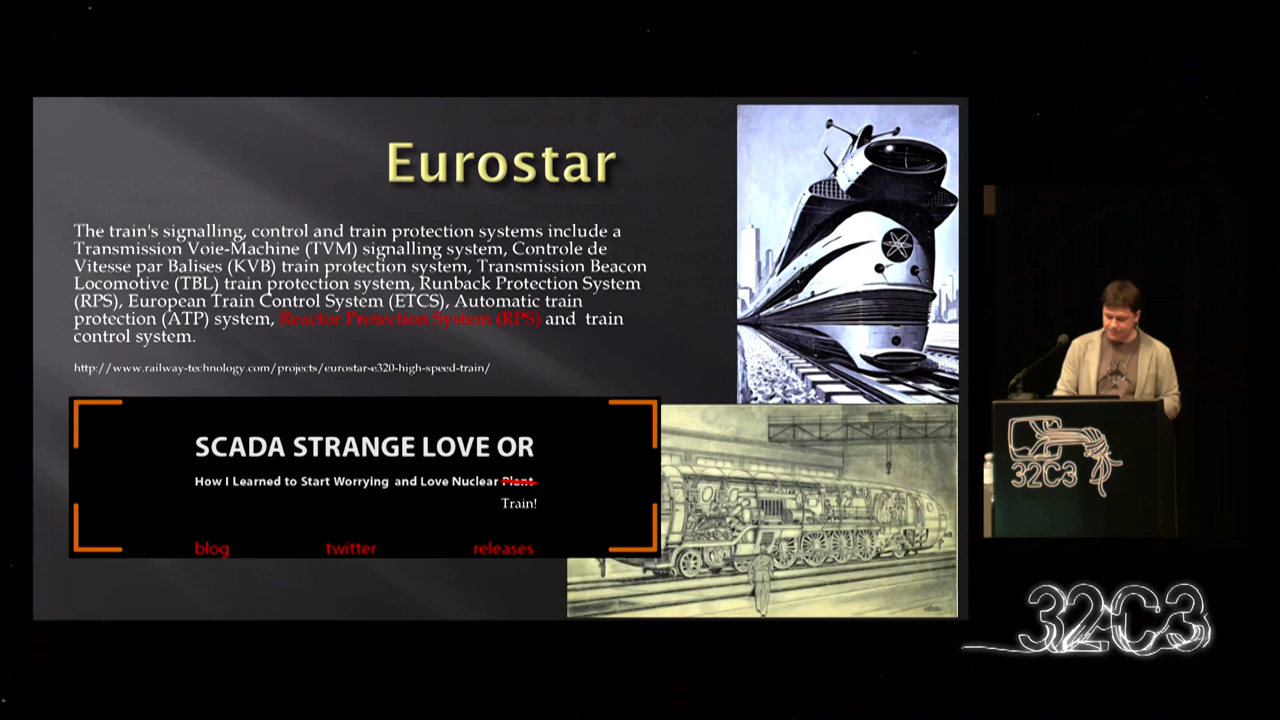 Eurostar
The train's signalling, control and train protection systems include a
Transmission Voie-Machine (TVM) signalling system, Controle de
Vitesse par Balises (KVB) train protection system, Transmission Beacon
Locomotive (TBL) train protection system, Runback Protection System
(RPS), European Train Control System (ETCS), Automatic train
protection (ATP) system, Reactor Protection System (RPS) and train
control system.
http://www.railway-technology.com/projects/eurostar-e320-high-speed-train/
SCADA STRANGE LOVE OR
How I Learned to Start Worrying and Love Nuclear Plant
Train!
blog twitter releases
32C3
32C3